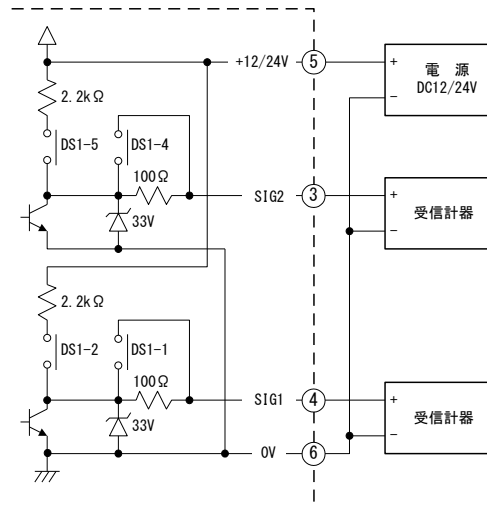 +12/24V
5
+
電 源
DC12/24V
−
2.2kΩ
DS1-5
DS1-4
100Ω
SIG2
3
+
受信計器
−
33V
2.2kΩ
DS1-2
DS1-1
100Ω
SIG1
4
+
受信計器
−
33V
0V
6